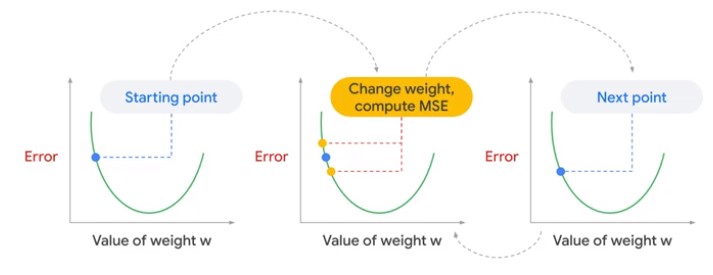 Starting point
Change weight,
compute MSE
Next point
Error
Error
Error
Value of weight w
Value of weight w
Value of weight w